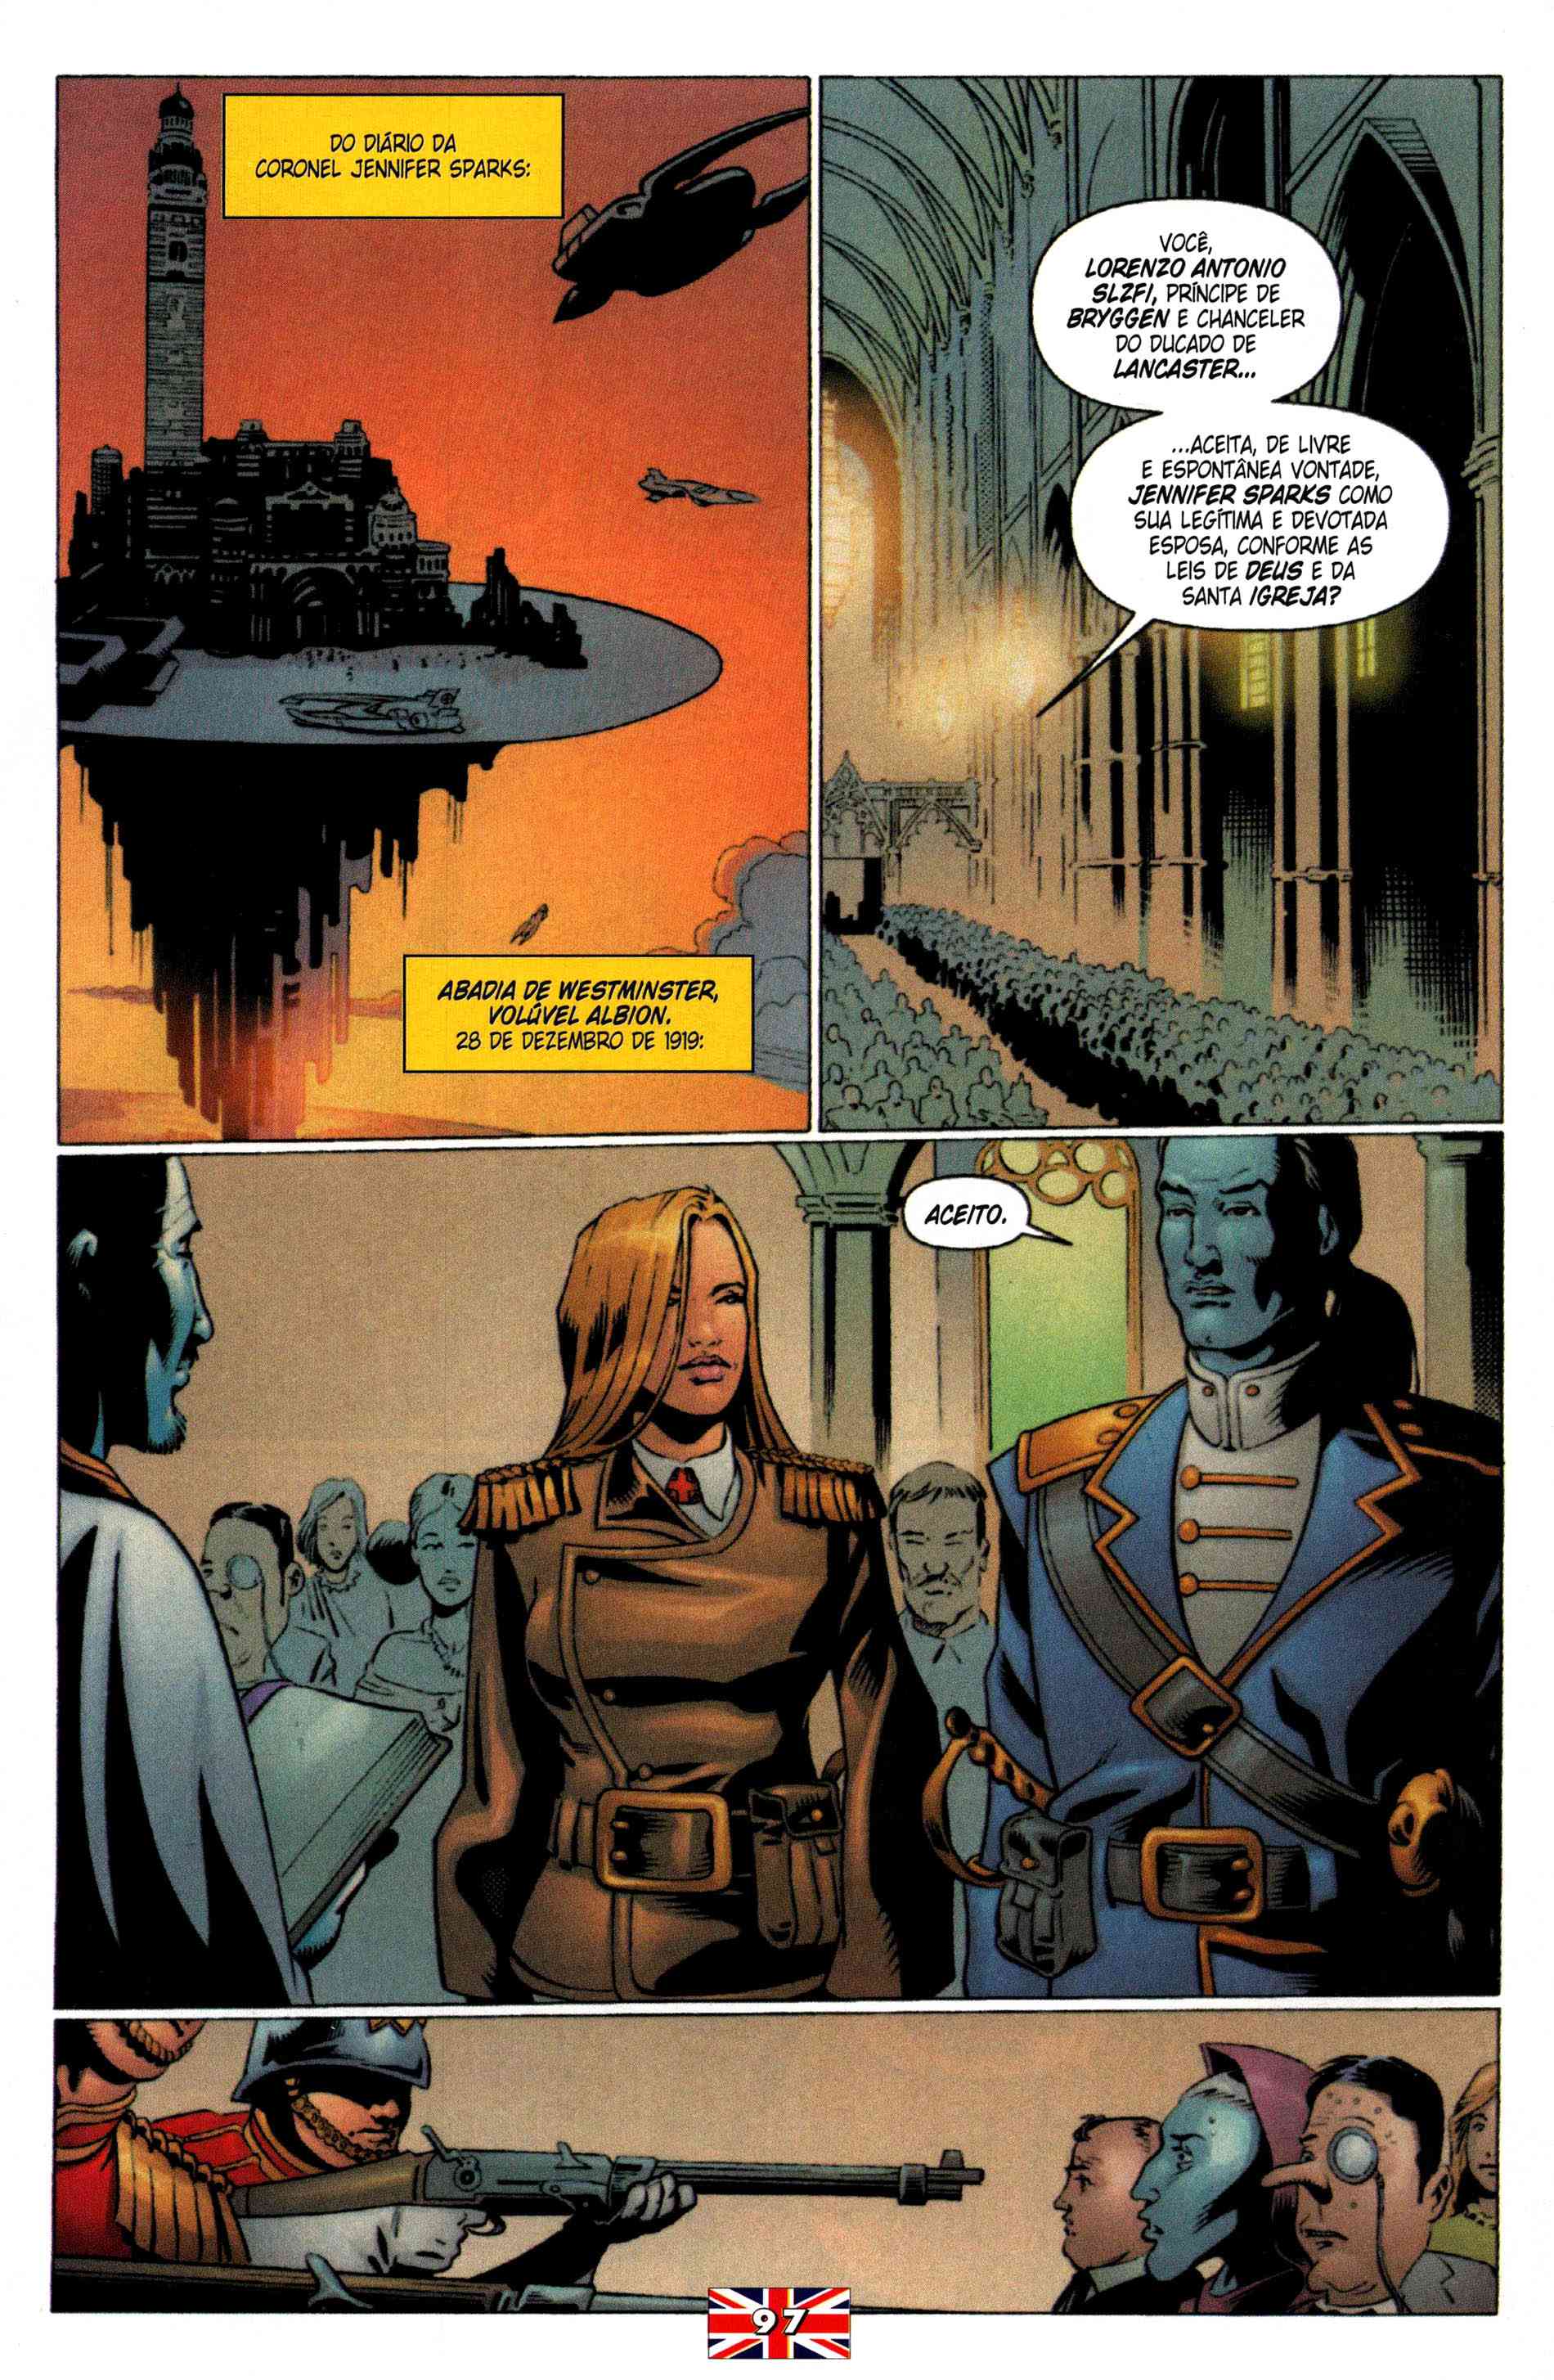 DO DIÁRIO DA
CORONEL JENNIFER SPARKS:
ABADIA DE WESTMINSTER,
VOLÚVEL ALBION.
28 DE DEZEMBRO DE 1919:
VOCÊ,
LORENZO ANTONIO
SLZFI, PRÍNCIPE DE
BRYGGEN E CHANCELER
DO DUCADO DE
LANCASTER...
...ACEITA, DE LIVRE
E ESPONTÂNEA VONTADE,
JENNIFER SPARKS COMO
SUA LEGÍTIMA E DEVOTADA
ESPOSA, CONFORME AS
LEIS DE DEUS E DA
SANTA IGREJA?
ACEITO.
97